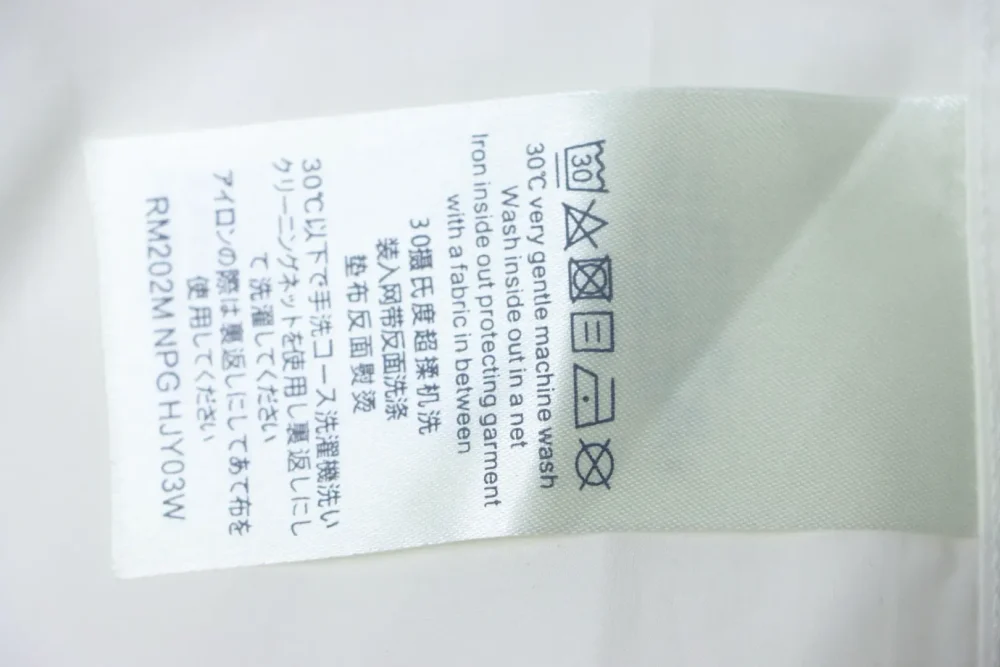 30
30℃ very gentle machine wash
Wash inside out in a net
Iron inside out protecting garment
with a fabric in between
30摄氏度超揉机洗
装入网带反面洗涤
垫布反面熨烫
30℃以下で手洗コース洗濯機洗い
クリーニングネットを使用し裏返しにし
て洗濯してください
アイロンの際は裏返しにしてあて布を
使用してください
RM202M NPG HJY03W